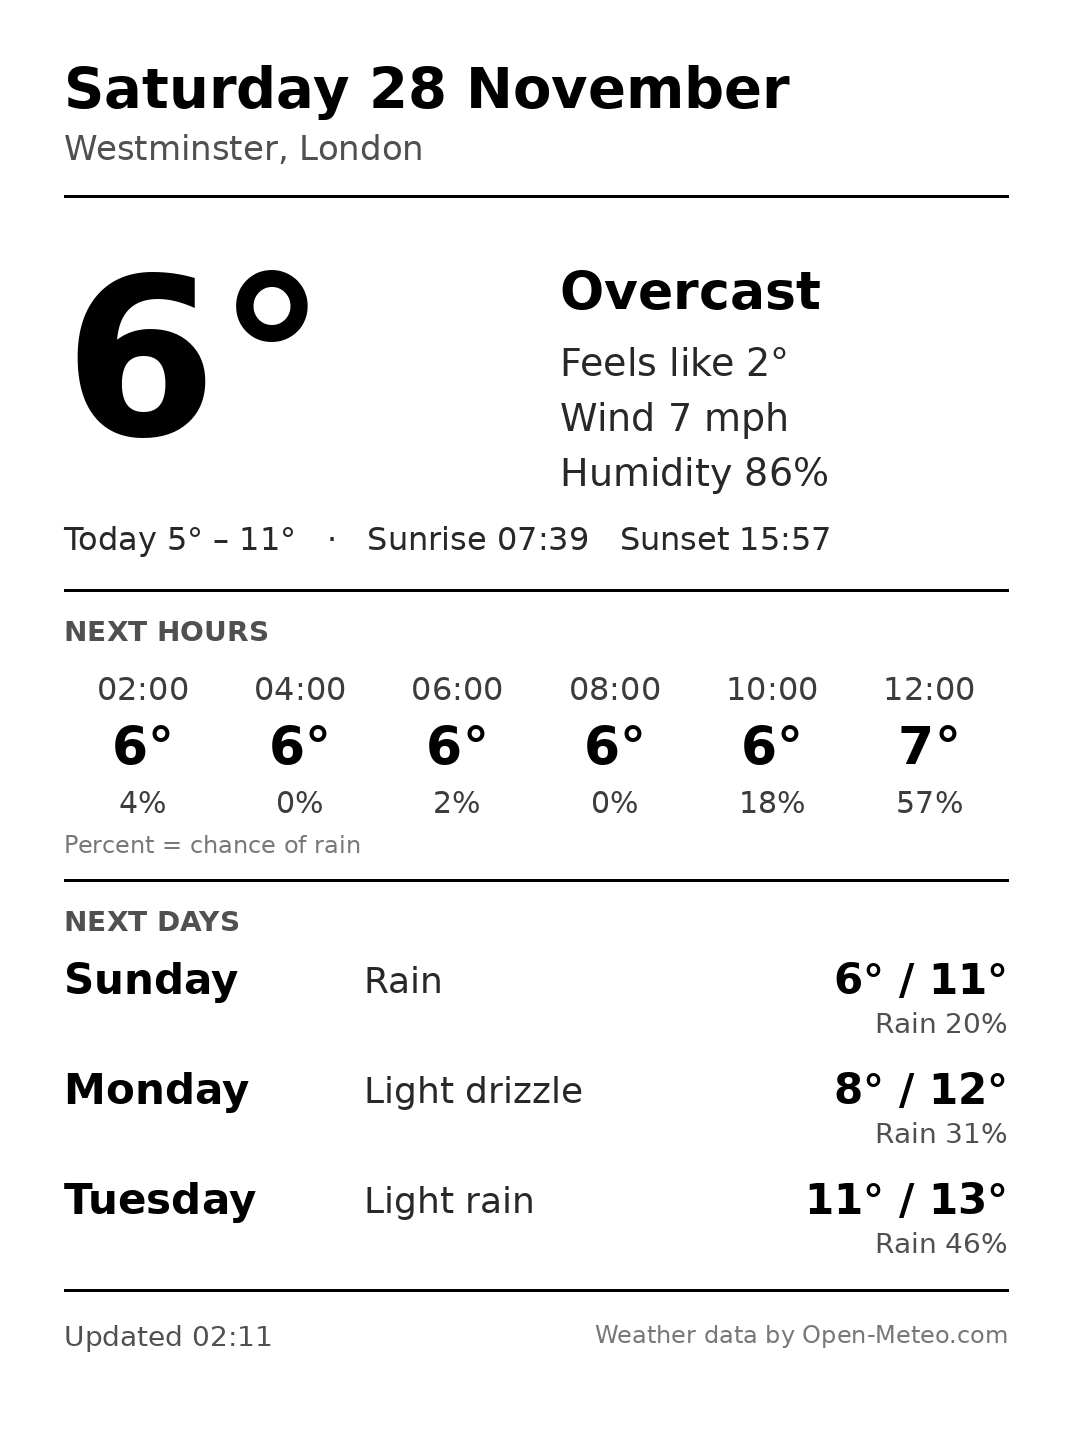 Saturday 28 November
Westminster, London
6°
Overcast
Feels like 2°
Wind 7 mph
Humidity 86%
Today 5° – 11° · Sunrise 07:39 Sunset 15:57
NEXT HOURS
02:00 04:00 06:00 08:00 10:00 12:00
6° 6° 6° 6° 6° 7°
4% 0% 2% 0% 18% 57%
Percent = chance of rain
NEXT DAYS
Sunday Rain 6° / 11°
Rain 20%
Monday Light drizzle 8° / 12°
Rain 31%
Tuesday Light rain 11° / 13°
Rain 46%
Updated 02:11 Weather data by Open-Meteo.com